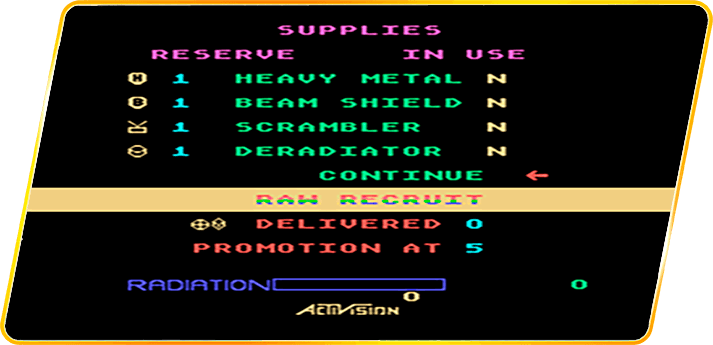 SUPPLIES
RESERVE IN USE
1 HEAVY METAL N
1 BEAM SHIELD N
1 SCRAMBLER N
1 DERADIATOR N
CONTINUE ←
RAW RECRUIT
DELIVERED 0
PROMOTION AT 5
RADIATION 0
0
ACTIVISION